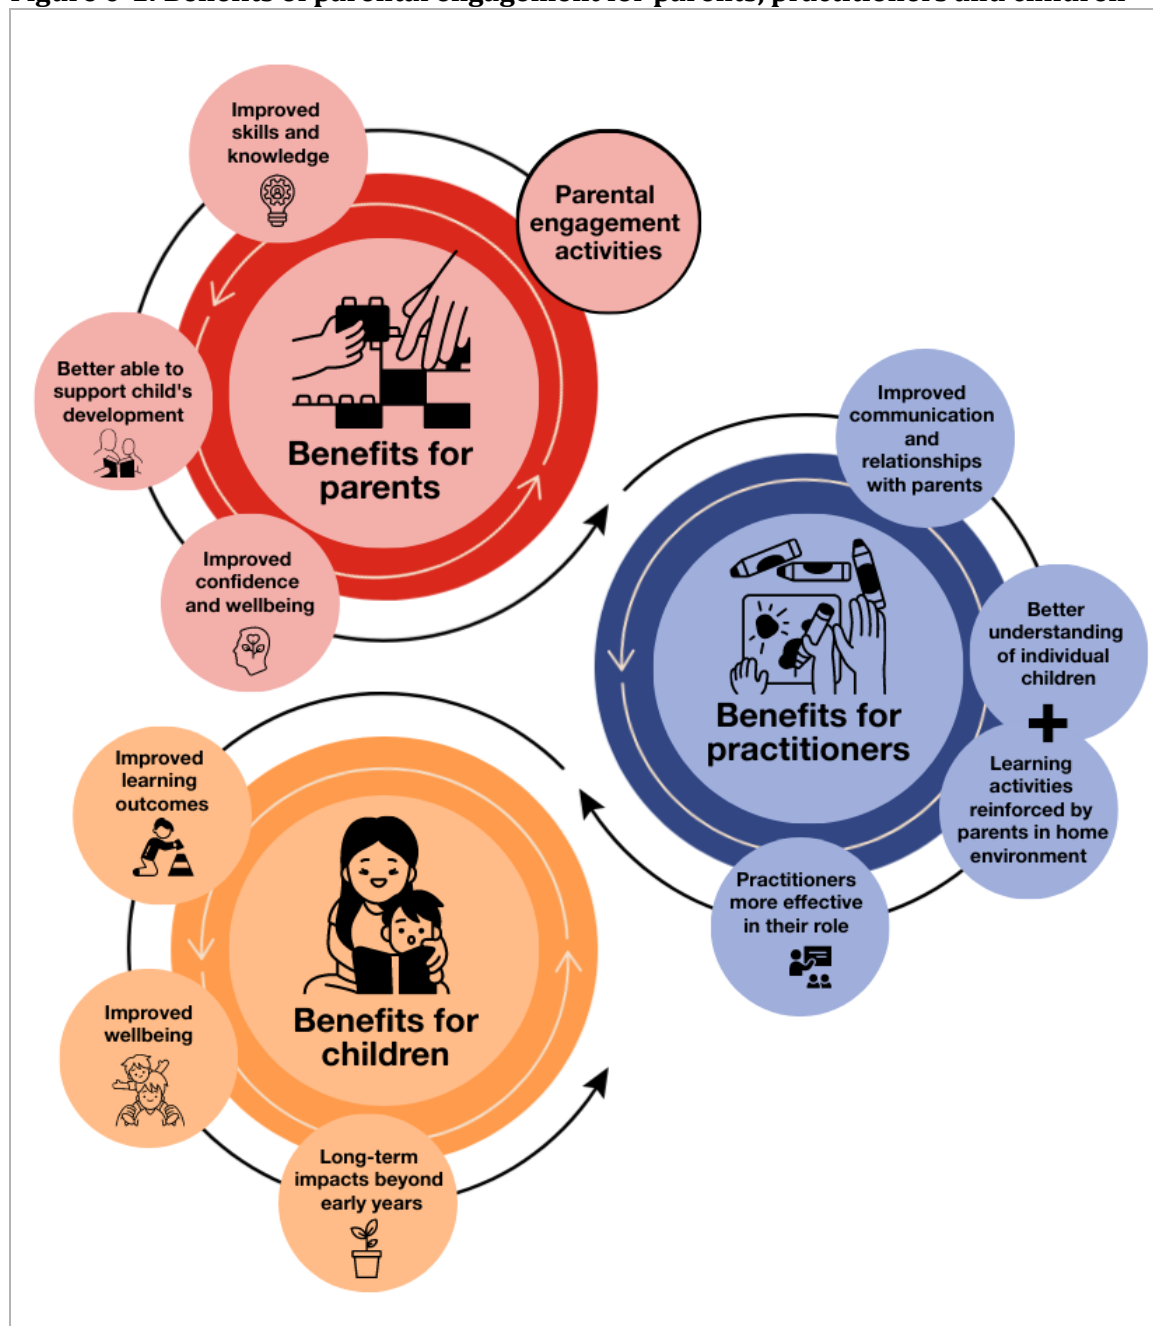 Improved
skills and
knowledge
Parental
engagement
activities
Better able to
support child's
development
Benefits for
parents
Improved
confidence
and wellbeing
Improved
communication
and
relationships
with parents
Better
understanding
of individual
children
+
Learning
activities
reinforced by
parents in home
environment
Benefits for
practitioners
Practitioners
more effective
in their role
Improved
learning
outcomes
Benefits for
children
Improved
wellbeing
Long-term
impacts beyond
early years